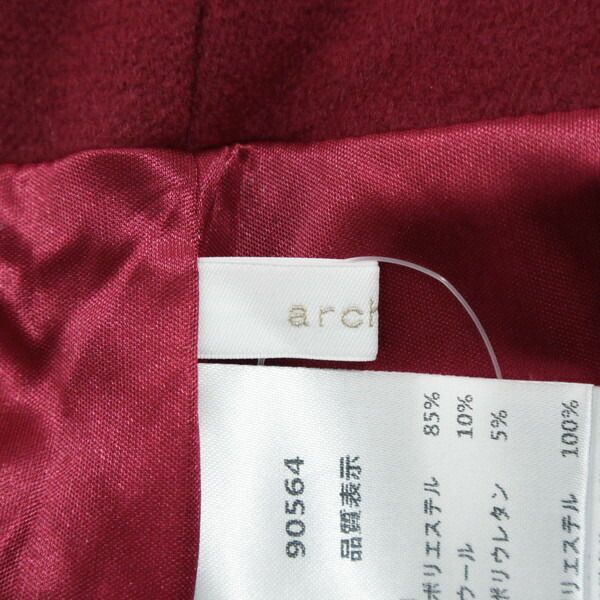 arch
90564
品質表示
ポリエステル 85%
ウール 10%
ポリウレタン 5%
リエステル 100%